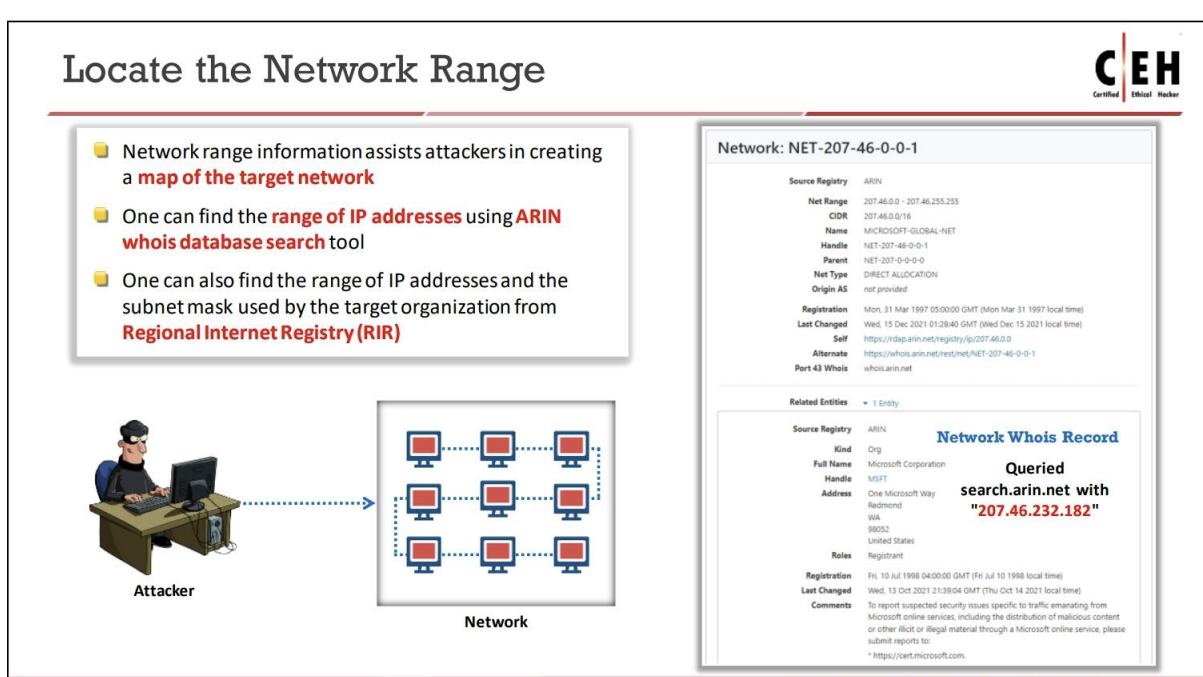 Locate the Network Range
C|EH
Certified Ethical Hacker
Network range information assists attackers in creating
a map of the target network
One can find the range of IP addresses using ARIN
whois database search tool
One can also find the range of IP addresses and the
subnet mask used by the target organization from
Regional Internet Registry (RIR)
Attacker
Network
Network: NET-207-46-0-0-1
Source Registry ARIN
Net Range 207.46.0.0 - 207.46.255.255
CIDR 207.46.0.0/16
Name MICROSOFT-GLOBAL-NET
Handle NET-207-46-0-0-1
Parent NET-207-0-0-0-0
Net Type DIRECT ALLOCATION
Origin AS not provided
Registration Mon, 31 Mar 1997 05:00:00 GMT (Mon Mar 31 1997 local time)
Last Changed Wed, 15 Dec 2021 01:28:40 GMT (Wed Dec 15 2021 local time)
Self https://rdap.arin.net/registry/ip/207.46.0.0
Alternate https://whois.arin.net/rest/net/NET-207-46-0-0-1
Port 43 Whois whois.arin.net
Related Entities 1 Entity
Source Registry ARIN
Kind Org
Full Name Microsoft Corporation
Handle MSFT
Address One Microsoft Way
Redmond
WA
98052
United States
Roles Registrant
Registration Fri, 10 Jul 1998 04:00:00 GMT (Fri Jul 10 1998 local time)
Last Changed Wed, 13 Oct 2021 21:39:04 GMT (Thu Oct 14 2021 local time)
Comments To report suspected security issues specific to traffic emanating from
Microsoft online services, including the distribution of malicious content
or other illicit or illegal material through a Microsoft online service, please
submit reports to:
* https://cert.microsoft.com.
Network Whois Record
Queried
search.arin.net with
"207.46.232.182"